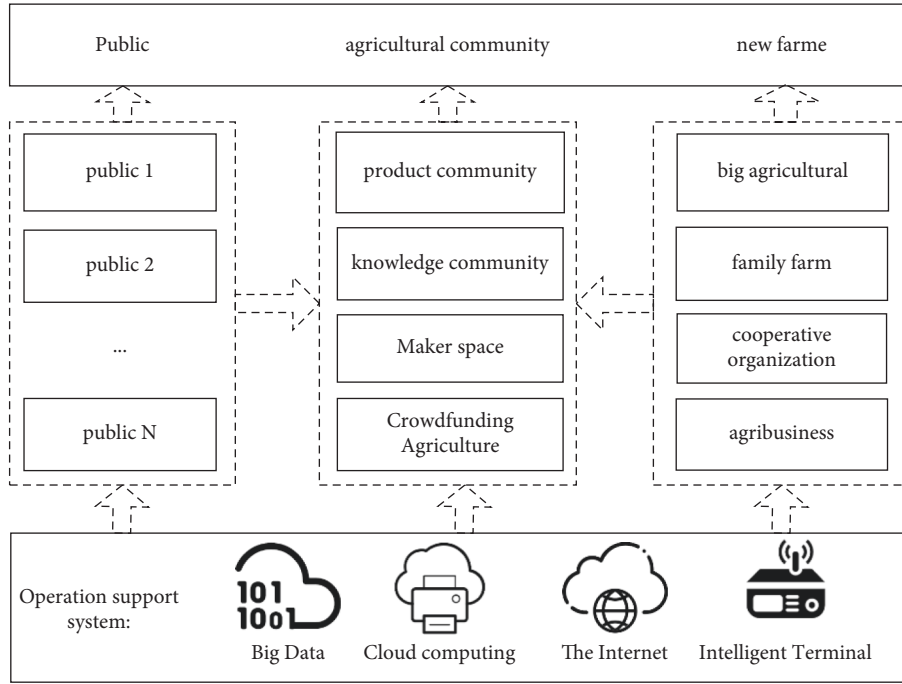 Public
agricultural community
new farme
public 1
public 2
...
public N
product community
knowledge community
Maker space
Crowdfunding
Agriculture
big agricultural
family farm
cooperative
organization
agribusiness
Operation support
system:
101
1001
Big Data
Cloud computing
The Internet
Intelligent Terminal